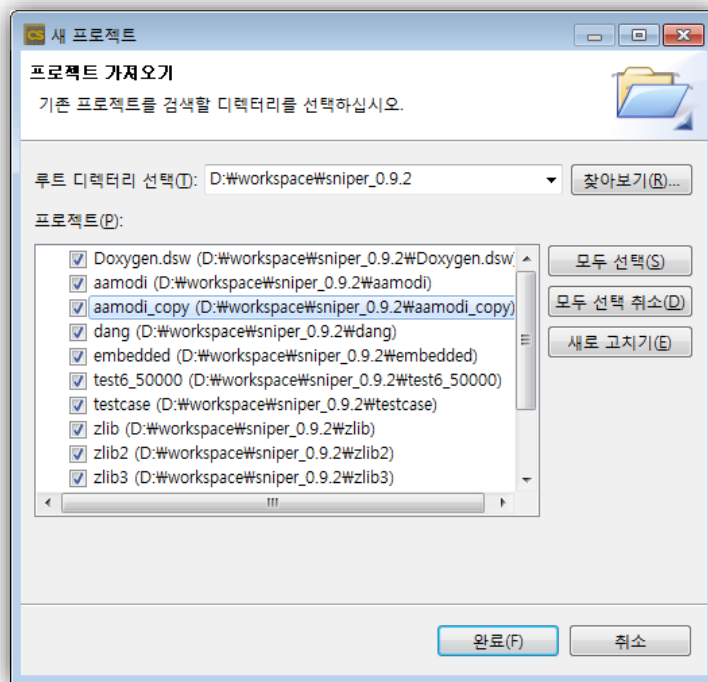 CS 새 프로젝트
프로젝트 가져오기
기존 프로젝트를 검색할 디렉터리를 선택하십시오.
루트 디렉터리 선택(T): D:₩workspace₩sniper_0.9.2 찾아보기(R)...
프로젝트(P):
Doxygen.dsw (D:₩workspace₩sniper_0.9.2₩Doxygen.dsw)
aamodi (D:₩workspace₩sniper_0.9.2₩aamodi)
aamodi_copy (D:₩workspace₩sniper_0.9.2₩aamodi_copy)
dang (D:₩workspace₩sniper_0.9.2₩dang)
embedded (D:₩workspace₩sniper_0.9.2₩embedded)
test6_50000 (D:₩workspace₩sniper_0.9.2₩test6_50000)
testcase (D:₩workspace₩sniper_0.9.2₩testcase)
zlib (D:₩workspace₩sniper_0.9.2₩zlib)
zlib2 (D:₩workspace₩sniper_0.9.2₩zlib2)
zlib3 (D:₩workspace₩sniper_0.9.2₩zlib3)
모두 선택(S)
모두 선택 취소(D)
새로 고치기(E)
완료(F) 취소